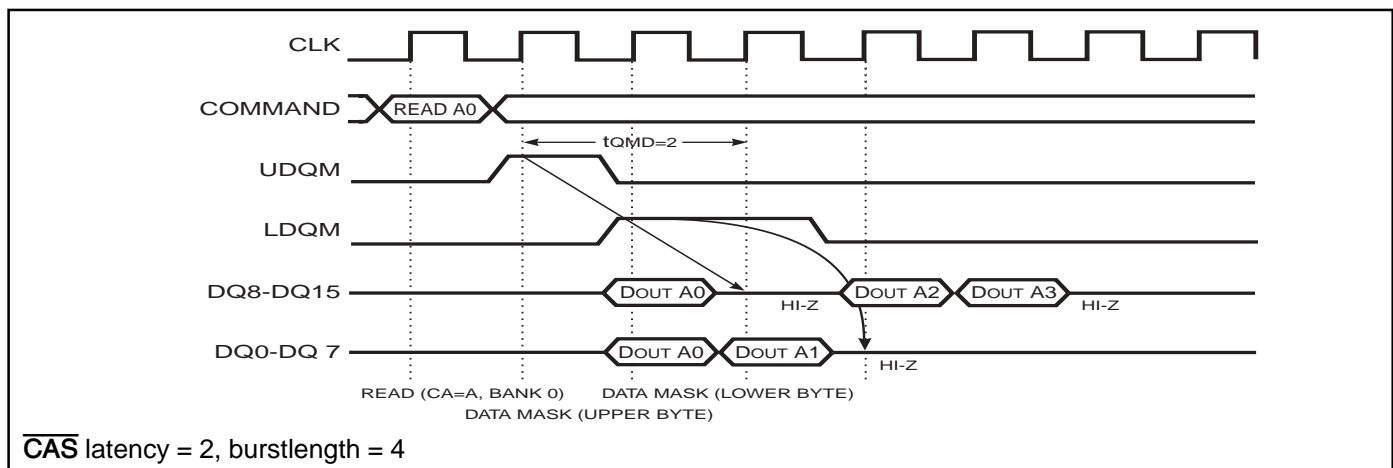 CLK
COMMAND
READ A0
tQMD=2
UDQM
LDQM
DQ8-DQ15
DOUT A0
HI-Z
DOUT A2
DOUT A3
HI-Z
DQ0-DQ 7
DOUT A0
DOUT A1
HI-Z
READ (CA=A, BANK 0)
DATA MASK (LOWER BYTE)
DATA MASK (UPPER BYTE)
CAS latency = 2, burstlength = 4